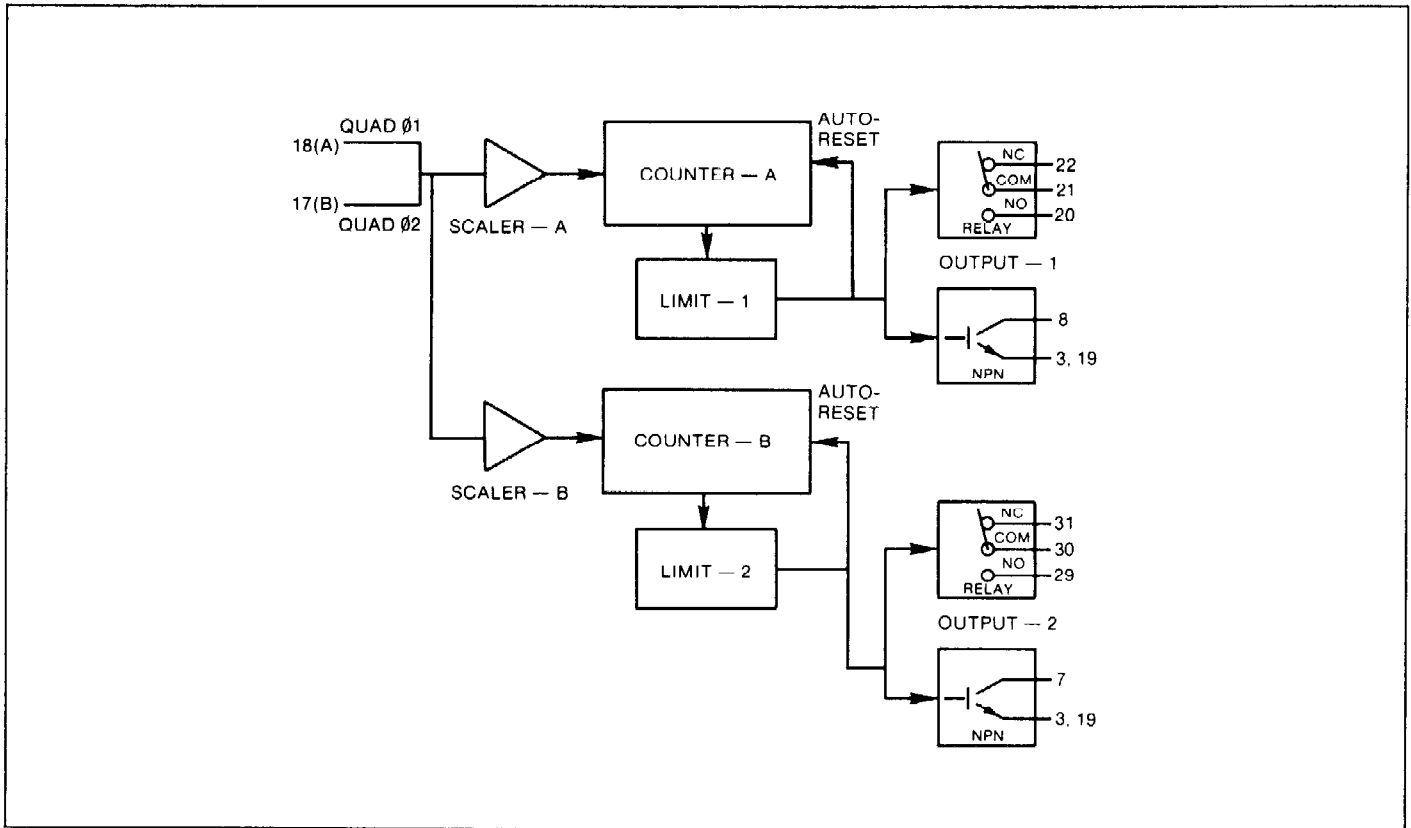 QUAD Ø1
18(A)
17(B)
QUAD Ø2
SCALER — A
COUNTER — A
AUTO-
RESET
LIMIT — 1
NC
22
COM
21
NO
20
RELAY
OUTPUT — 1
8
3, 19
NPN
SCALER — B
COUNTER — B
AUTO-
RESET
LIMIT — 2
NC
31
COM
30
NO
29
RELAY
OUTPUT — 2
7
3, 19
NPN